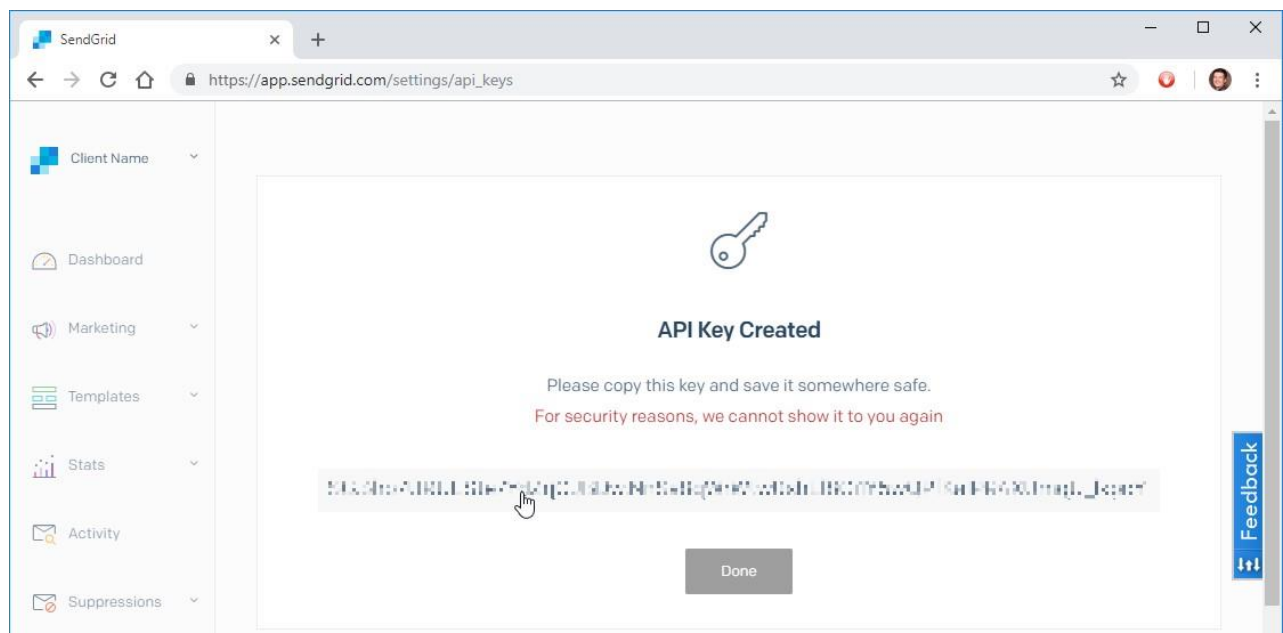 SendGrid
https://app.sendgrid.com/settings/api_keys
Client Name
Dashboard
Marketing
Templates
Stats
Activity
Suppressions
API Key Created
Please copy this key and save it somewhere safe.
For security reasons, we cannot show it to you again
Done
Feedback